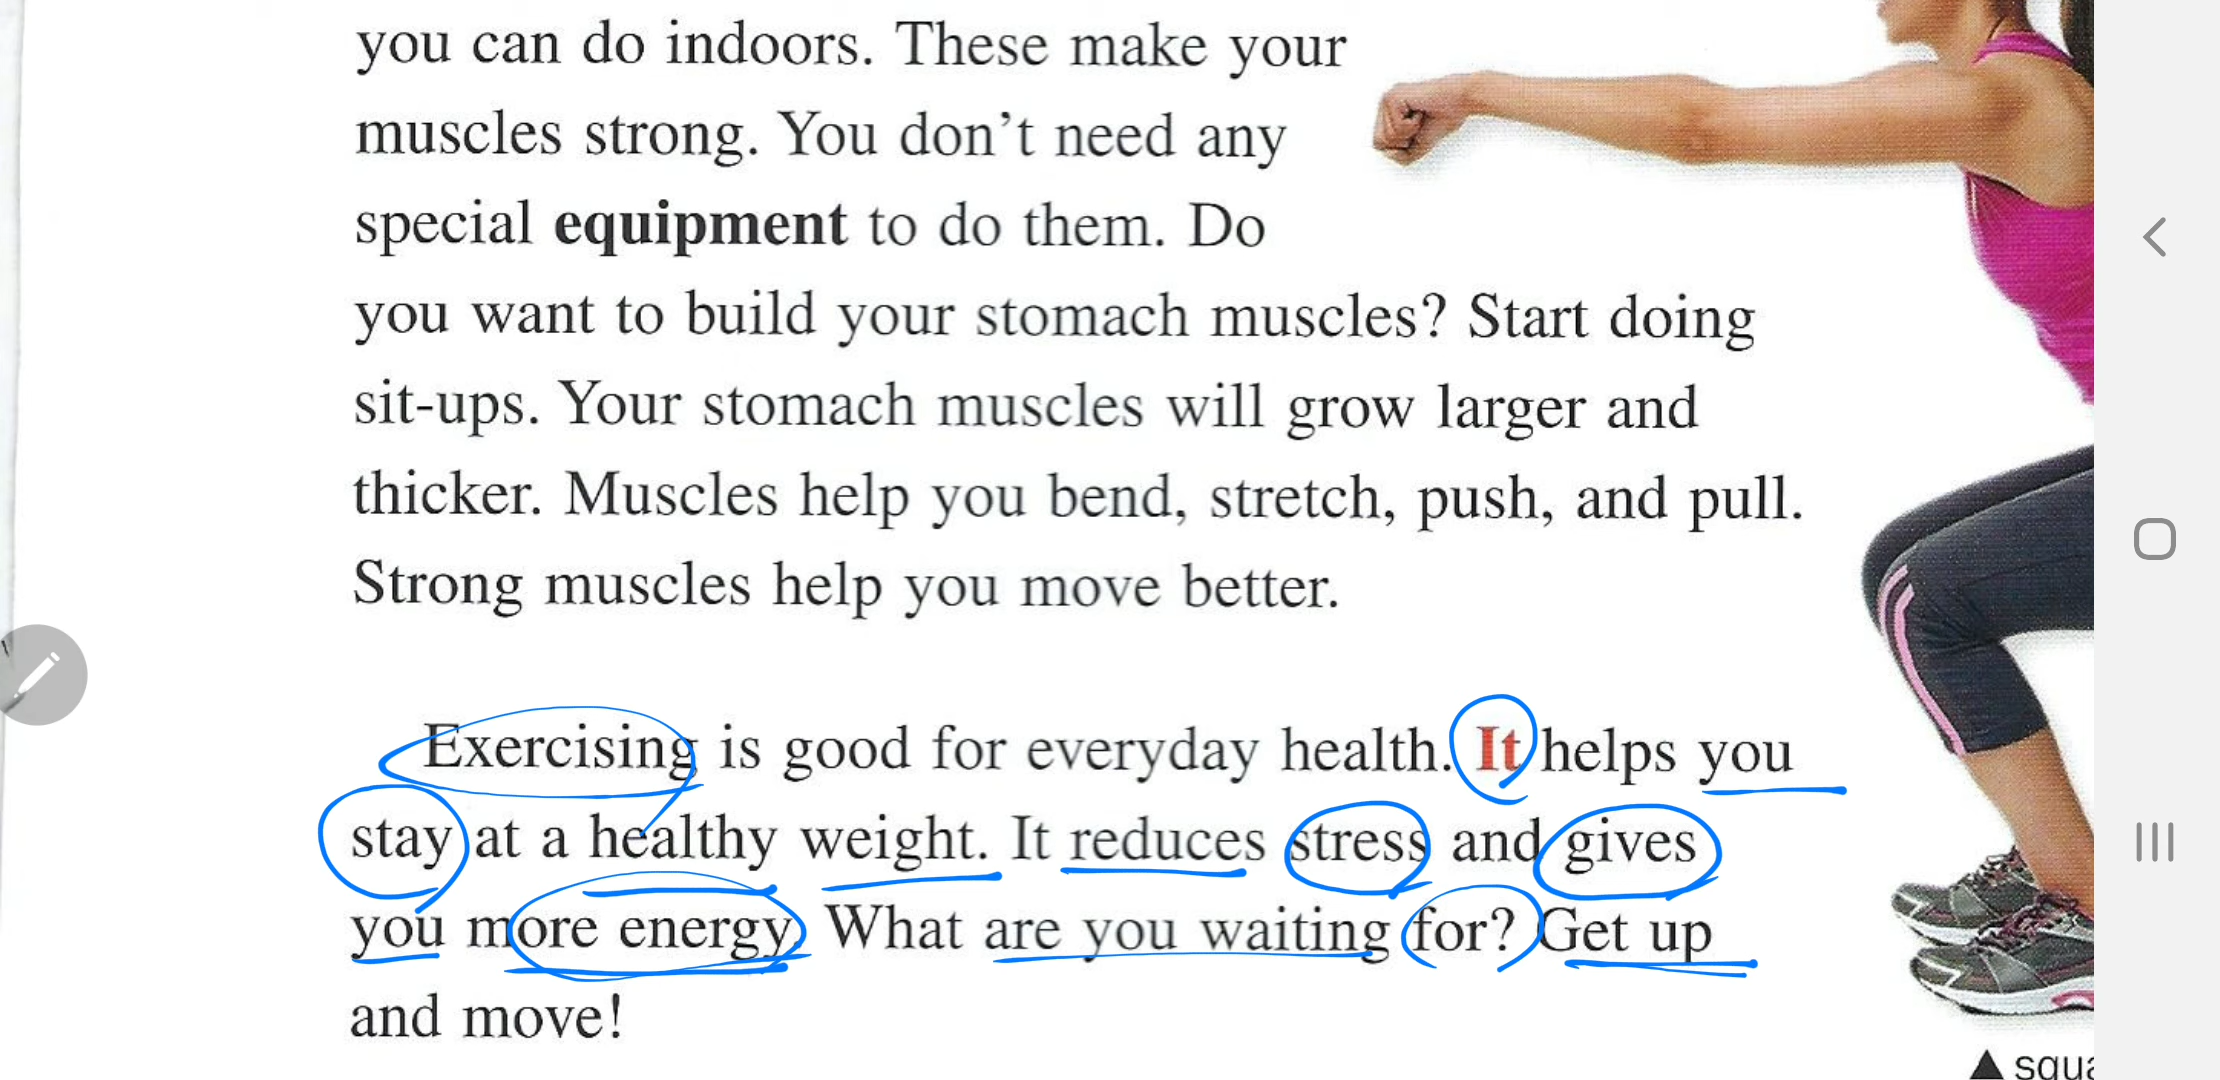 you can do indoors. These make your
muscles strong. You don't need any
special equipment to do them. Do
you want to build your stomach muscles? Start doing
sit-ups. Your stomach muscles will grow larger and
thicker. Muscles help you bend, stretch, push, and pull.
Strong muscles help you move better.
Exercising is good for everyday health. It helps you
stay at a healthy weight. It reduces stress and gives
you more energy. What are you waiting for? Get up
and move!